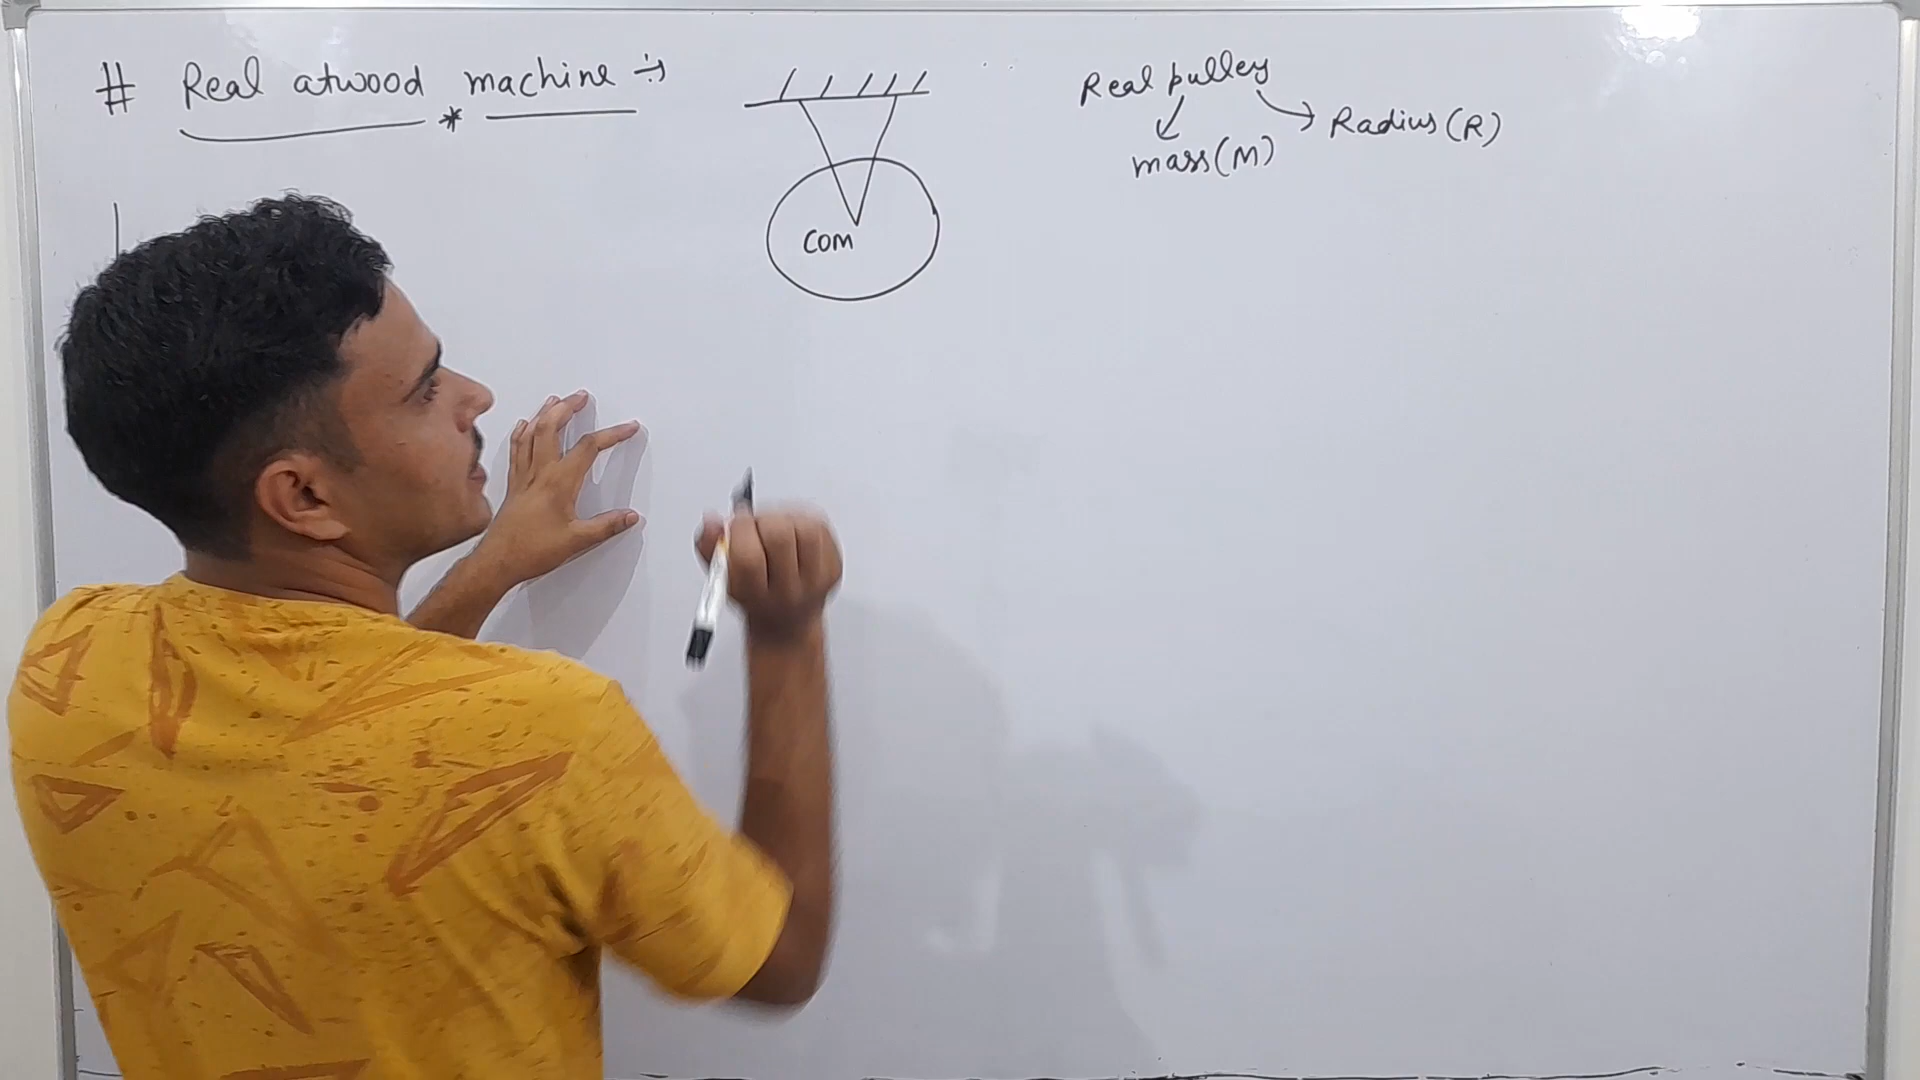 # Real atwood * machine :-
Real pulley
mass(M)
Radius(R)
COM